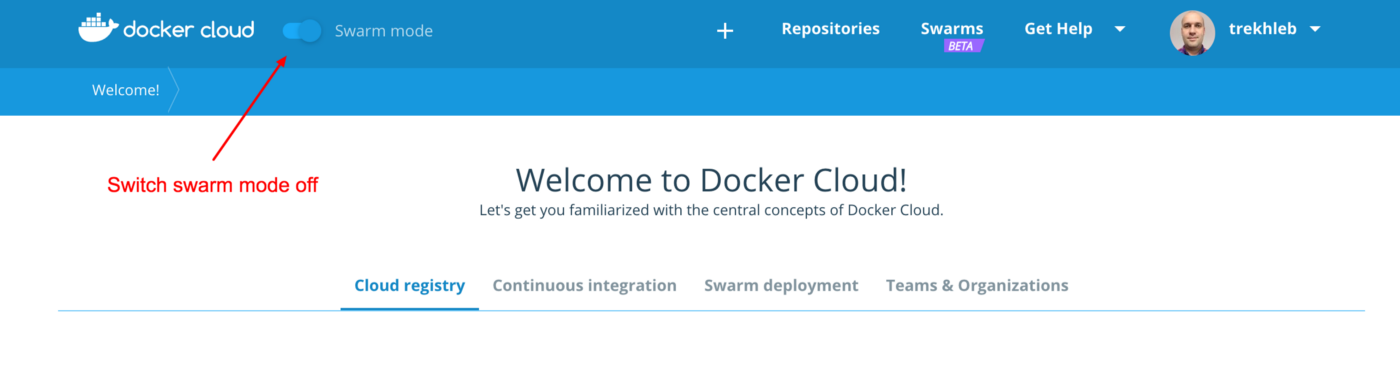 docker cloud Swarm mode + Repositories Swarms Get Help trekhleb
BETA
Welcome!
Switch swarm mode off
Welcome to Docker Cloud!
Let's get you familiarized with the central concepts of Docker Cloud.
Cloud registry Continuous integration Swarm deployment Teams & Organizations